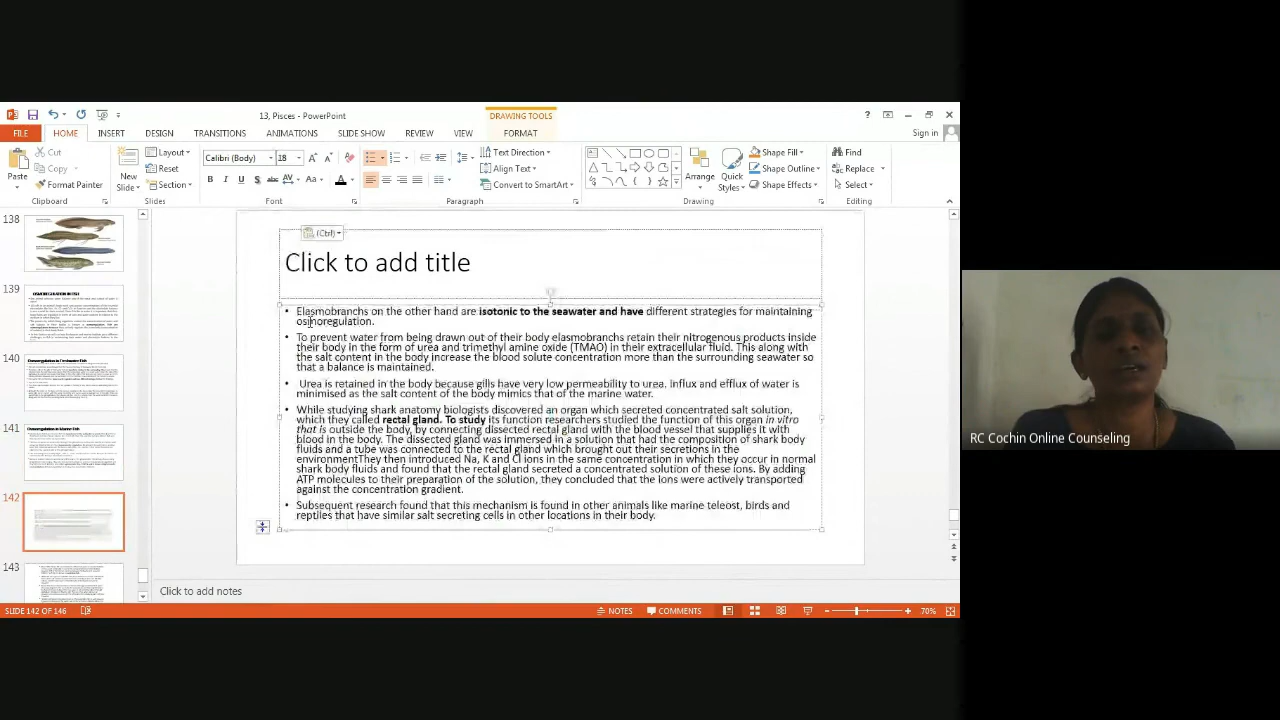 13, Pisces - PowerPoint
DRAWING TOOLS
?
FILE HOME INSERT DESIGN TRANSITIONS ANIMATIONS SLIDE SHOW REVIEW VIEW FORMAT
Sign in
Paste
Cut
Copy
Format Painter
Clipboard
New Slide
Layout
Reset
Section
Slides
Calibri (Body) 18
B I U S abc AV Aa A
Font
Text Direction
Align Text
Convert to SmartArt
Paragraph
Arrange
Quick Styles
Shape Fill
Shape Outline
Shape Effects
Drawing
Find
Replace
Select
Editing
138
139
140
141
142
143
(Ctrl)
Click to add title
• Elasmobranchs on the other hand are isotonic to the seawater and have different strategies for maintaining
osmoregulation.
• To prevent water from being drawn out of their body elasmobranchs retain their nitrogenous products inside
their body in the form of urea and trimethyl amine oxide (TMAO) in their extracellular fluid. This along with
the salt content in the body increase the blood solute concentration more than the surrounding seawater so
that a balance is maintained.
• Urea is retained in the body because gills have very low permeability to urea. Influx and efflux of water is
minimised as the salt content of the body mimics that of the marine water.
• While studying shark anatomy biologists discovered an organ which secreted concentrated salt solution,
which they called rectal gland. To study its function researchers studied the function of this organ in vitro
that is outside the body, by connecting dissected rectal gland with the blood vessel that supplies it with
fluid from the body. The dissected gland was immersed in a solution that had the composition of shark body
fluids and a tube was connected to the rectal gland which brought out their secretions in the
environmentThey then introduced Na, K and Cl ions in the same concentration in which they occur in normal
shark body fluids and found that the rectal gland secreted a concentrated solution of these ions. By adding
ATP molecules to their preparation of the solution, they concluded that the ions were actively transported
against the concentration gradient.
• Subsequent research found that this mechanism is found in other animals like marine teleost, birds and
reptiles that have similar salt secreting cells in other locations in their body.
Click to add notes
SLIDE 142 OF 146
NOTES
COMMENTS
70%
RC Cochin Online Counseling